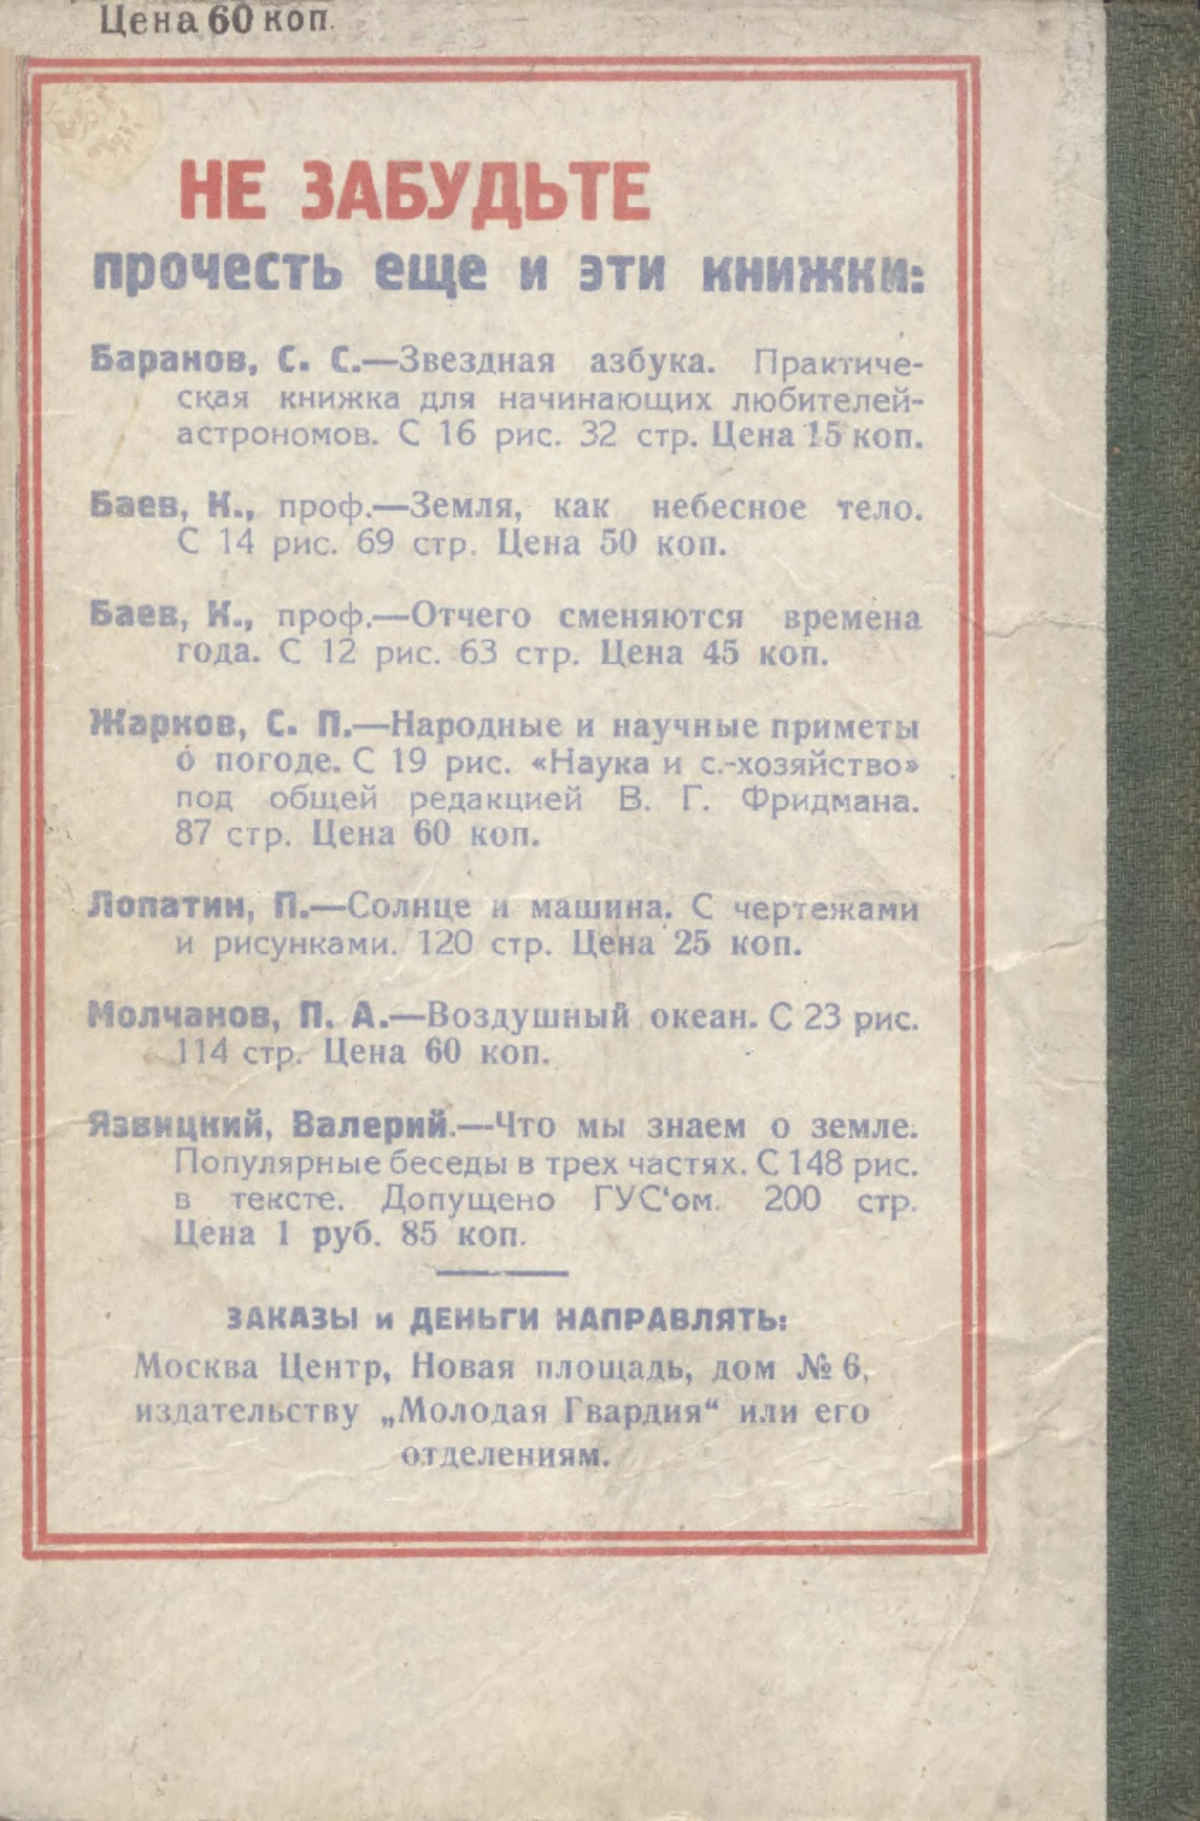 Цена 60 коп.
НЕ ЗАБУДЬТЕ
прочесть еще и эти книжки:
Баранов, С. С.—Звездная азбука. Практиче-
ская книжка для начинающих любителей-
астрономов. С 16 рис. 32 стр. Цена 15 коп.
Баев, К., проф.—Земля, как небесное тело.
С 14 рис. 69 стр. Цена 50 коп.
Баев, К., проф.—Отчего сменяются времена
года. С 12 рис. 63 стр. Цена 45 коп.
Жарков, С. П.—Народные и научные приметы
о погоде. С 19 рис. «Наука и с.-хозяйство»
под общей редакцией В. Г. Фридмана.
87 стр. Цена 60 коп.
Лопатин, П.—Солнце и машина. С чертежами
и рисунками. 120 стр. Цена 25 коп.
Молчанов, П. А.—Воздушный океан. С 23 рис.
114 стр. Цена 60 коп.
Язвицкий, Валерий.—Что мы знаем о земле.
Популярные беседы в трех частях. С 148 рис.
в тексте. Допущено ГУС‘ом. 200 стр.
Цена 1 руб. 85 коп.
ЗАКАЗЫ и ДЕНЬГИ НАПРАВЛЯТЬ:
Москва Центр, Новая площадь, дом № 6,
издательству „Молодая Гвардия“ или его
отделениям.